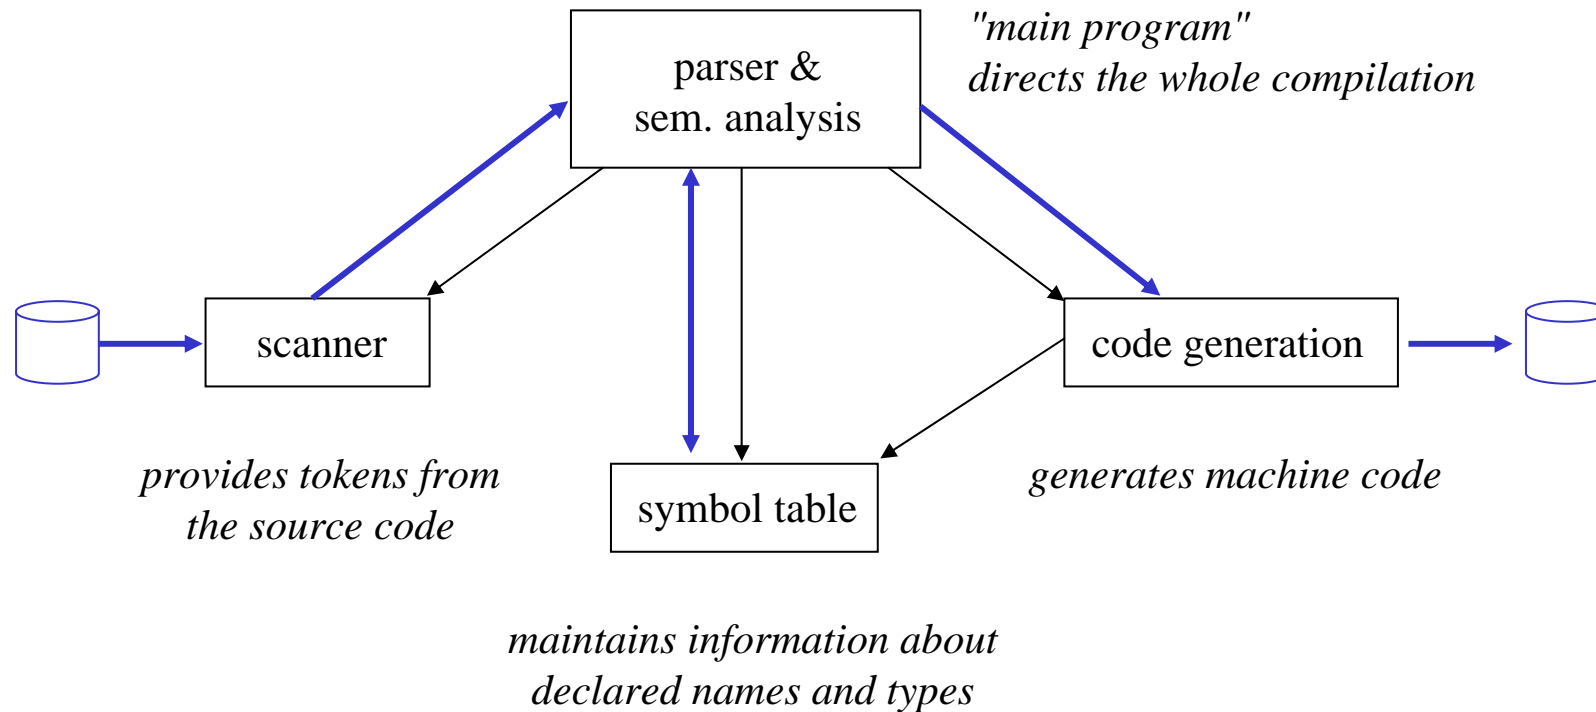 parser &
sem. analysis
"main program"
directs the whole compilation
scanner
code generation
provides tokens from
the source code
symbol table
generates machine code
maintains information about
declared names and types